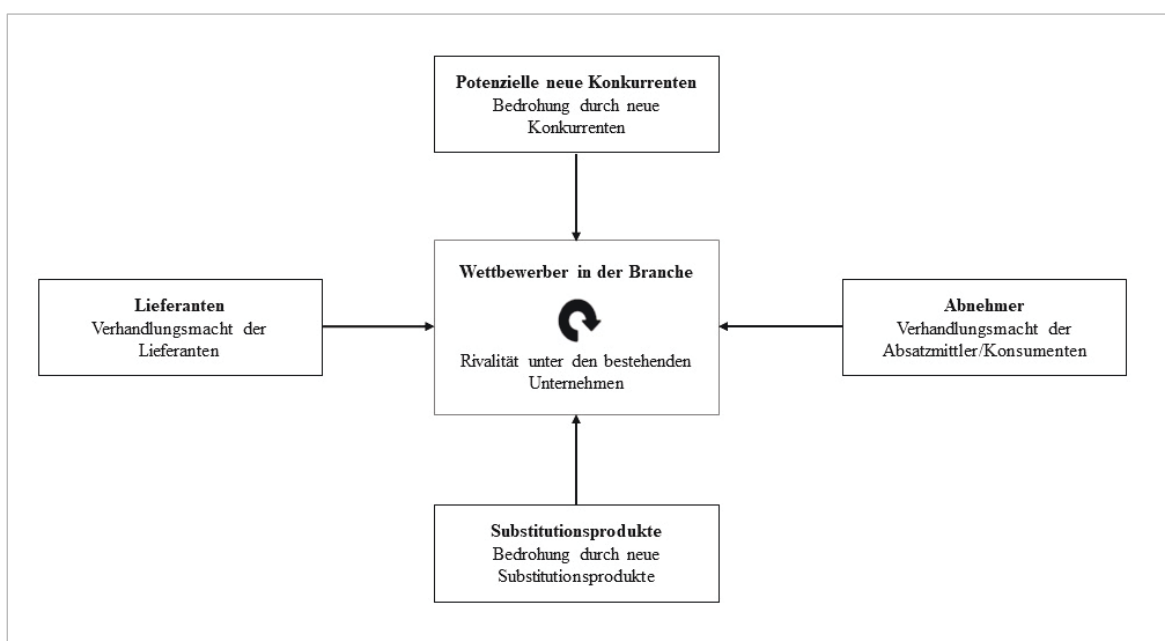 Potenzielle neue Konkurrenten
Bedrohung durch neue
Konkurrenten
Wettbewerber in der Branche
Rivalität unter den bestehenden
Unternehmen
Lieferanten
Verhandlungsmacht der
Lieferanten
Abnehmer
Verhandlungsmacht der
Absatzmittler/Konsumenten
Substitutionsprodukte
Bedrohung durch neue
Substitutionsprodukte